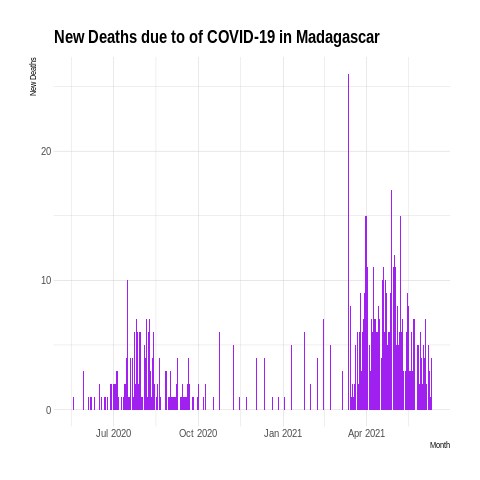 New Deaths due to of COVID-19 in Madagascar
New Deaths
20
10
0
Jul 2020
Oct 2020
Jan 2021
Apr 2021
Month